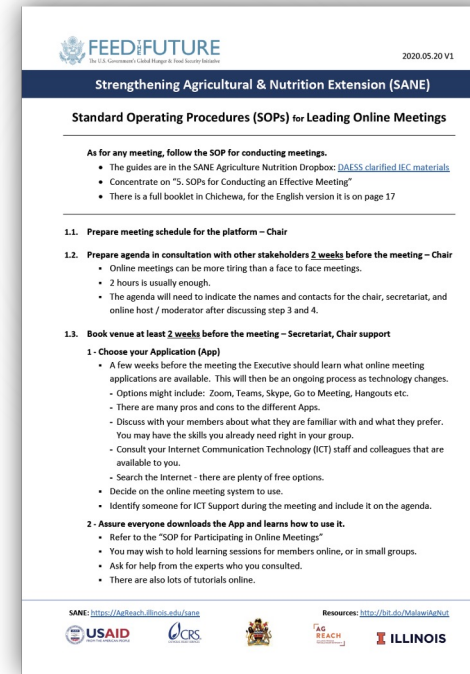 FEED THE FUTURE
The U.S. Government's Global Hunger & Food Security Initiative
2020.05.20 V1
Strengthening Agricultural & Nutrition Extension (SANE)
Standard Operating Procedures (SOPs) for Leading Online Meetings
As for any meeting, follow the SOP for conducting meetings.
• The guides are in the SANE Agriculture Nutrition Dropbox: DAESS clarified IEC materials
• Concentrate on "5. SOPs for Conducting an Effective Meeting"
• There is a full booklet in Chichewa, for the English version it is on page 17
1.1. Prepare meeting schedule for the platform – Chair
1.2. Prepare agenda in consultation with other stakeholders 2 weeks before the meeting – Chair
• Online meetings can be more tiring than a face to face meetings.
• 2 hours is usually enough.
• The agenda will need to indicate the names and contacts for the chair, secretariat, and
online host / moderator after discussing step 3 and 4.
1.3. Book venue at least 2 weeks before the meeting – Secretariat, Chair support
1 - Choose your Application (App)
• A few weeks before the meeting the Executive should learn what online meeting
applications are available. This will then be an ongoing process as technology changes.
- Options might include: Zoom, Teams, Skype, Go to Meeting, Hangouts etc.
- There are many pros and cons to the different Apps.
- Discuss with your members about what they are familiar with and what they prefer.
You may have the skills you already need right in your group.
- Consult your Internet Communication Technology (ICT) staff and colleagues that are
available to you.
- Search the Internet - there are plenty of free options.
• Decide on the online meeting system to use.
• Identify someone for ICT Support during the meeting and include it on the agenda.
2 - Assure everyone downloads the App and learns how to use it.
• Refer to the "SOP for Participating in Online Meetings"
• You may wish to hold learning sessions for members online, or in small groups.
• Ask for help from the experts who you consulted.
• There are also lots of tutorials online.
SANE: https://AgReach.illinois.edu/sane
Resources: http://bit.do/MalawiAgNut
USAID
FROM THE AMERICAN PEOPLE
CRS
AG
REACH
ILLINOIS